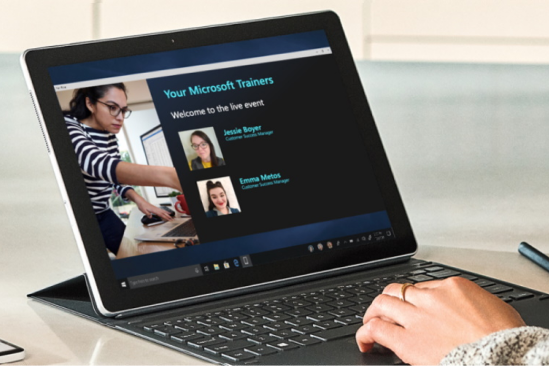 Your Microsoft Trainers
Welcome to the live event
Jessie Boyer
Customer Success Manager
Emma Metos
Customer Success Manager